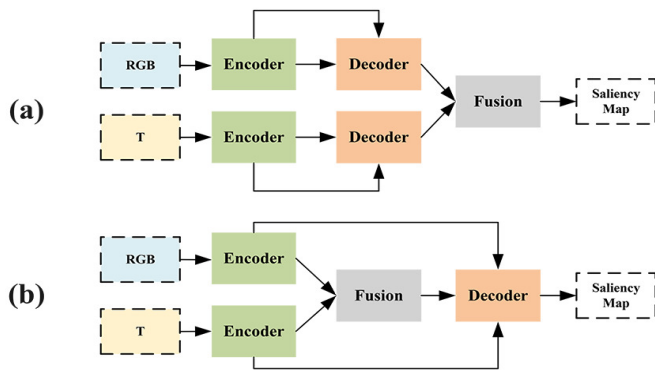 (a)
RGB
Encoder
Decoder
T
Encoder
Decoder
Fusion
Saliency
Map
(b)
RGB
Encoder
T
Encoder
Fusion
Decoder
Saliency
Map